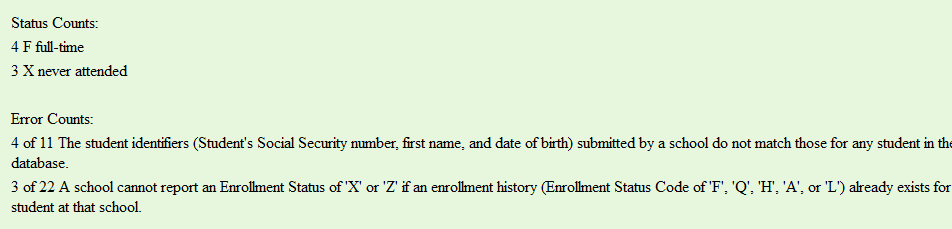 Status Counts:
4 F full-time
3 X never attended
Error Counts:
4 of 11 The student identifiers (Student's Social Security number, first name, and date of birth) submitted by a school do not match those for any student in
database.
3 of 22 A school cannot report an Enrollment Status of 'X' or 'Z' if an enrollment history (Enrollment Status Code of 'F', 'Q', 'H', 'A', or 'L') already exists for
student at that school.